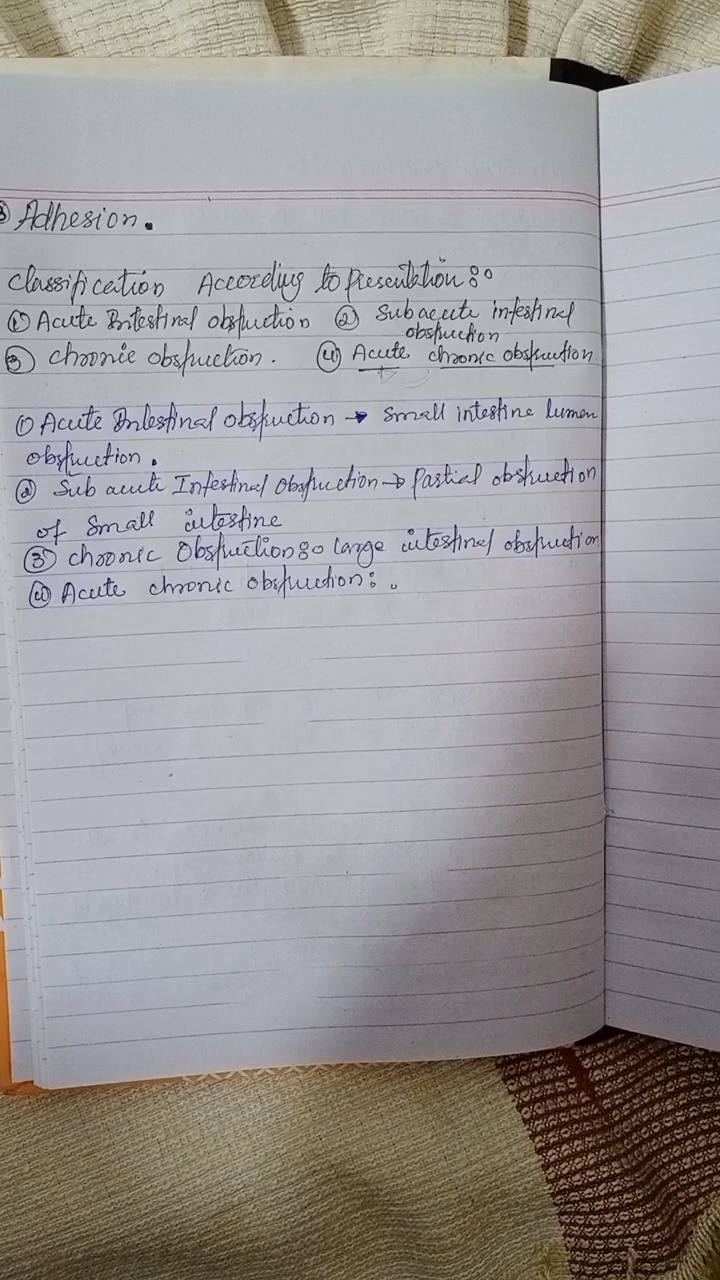 ③ Adhesion.
Classification According to Presentation :-
① Acute Intestinal obstruction ② Subacute intestinal
obstruction
③ Chronic obstruction. ④ Acute chronic obstruction
① Acute Intestinal obstruction → Small intestine lumen
obstruction.
② Sub acute Intestinal Obstruction → Partial obstruction
of Small intestine
③ Chronic Obstruction :- Large intestinal obstruction
④ Acute chronic obstruction : .